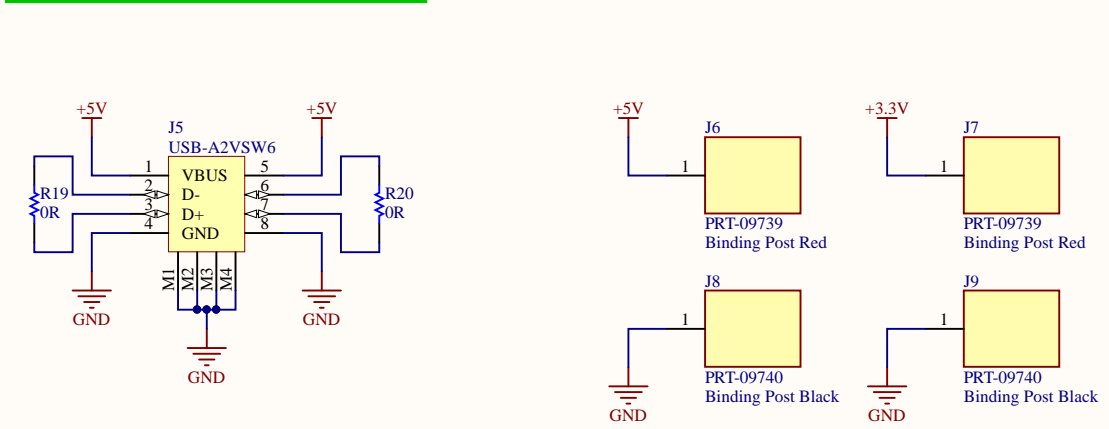 +5V
+5V
J5
USB-A2VSW6
1
5
VBUS
2
6
D-
R19
0R
R20
0R
3
7
D+
4
8
GND
M1
M2
M3
M4
GND
GND
GND
+5V
J6
1
PRT-09739
Binding Post Red
+3.3V
J7
1
PRT-09739
Binding Post Red
J8
1
PRT-09740
Binding Post Black
GND
J9
1
PRT-09740
Binding Post Black
GND